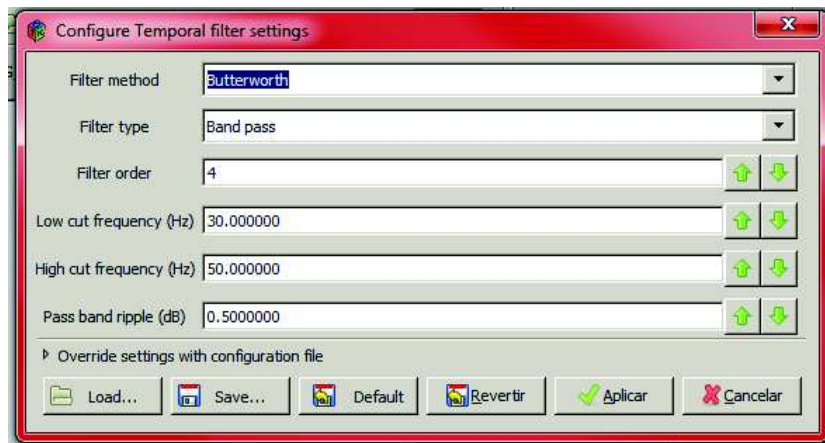 Configure Temporal filter settings
Filter method Butterworth
Filter type Band pass
Filter order 4
Low cut frequency (Hz) 30.000000
High cut frequency (Hz) 50.000000
Pass band ripple (dB) 0.5000000
Override settings with configuration file
Load... Save... Default Revertir Aplicar Cancelar